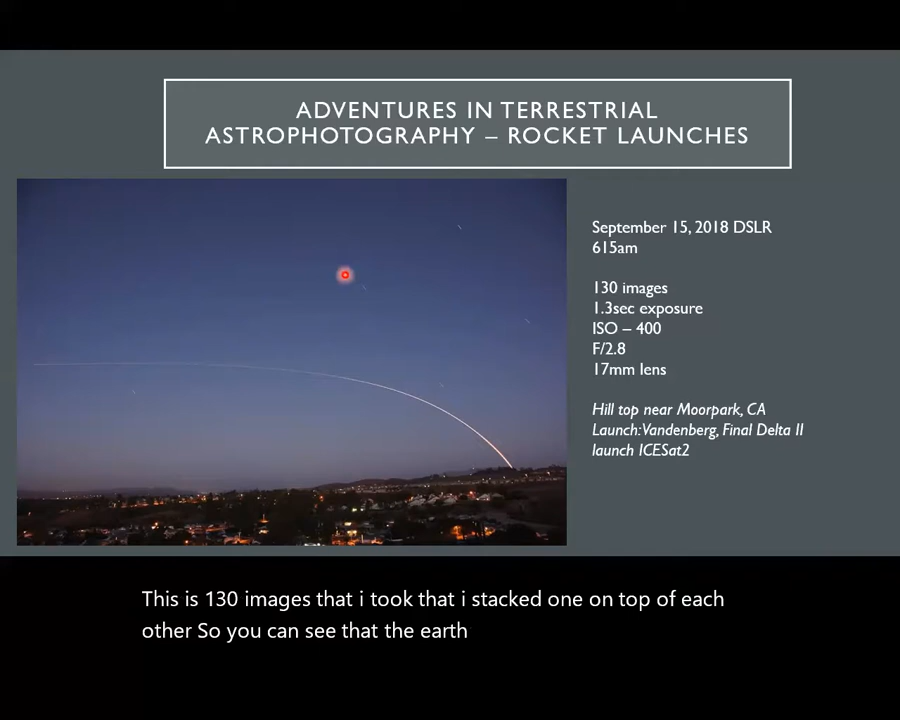 ADVENTURES IN TERRESTRIAL
ASTROPHOTOGRAPHY – ROCKET LAUNCHES
September 15, 2018 DSLR
615am
130 images
1.3sec exposure
ISO – 400
F/2.8
17mm lens
Hill top near Moorpark, CA
Launch: Vandenberg, Final Delta II
launch ICESat2
This is 130 images that i took that i stacked one on top of each
other So you can see that the earth